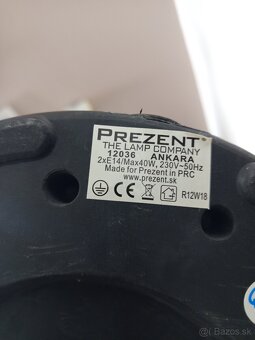 PREZENT
THE LAMP COMPANY
12036 ANKARA
2xE14/Max40W, 230V~50Hz
Made for Prezent in PRC
www.prezent.sk
CE
R12W18
Bazos.sk